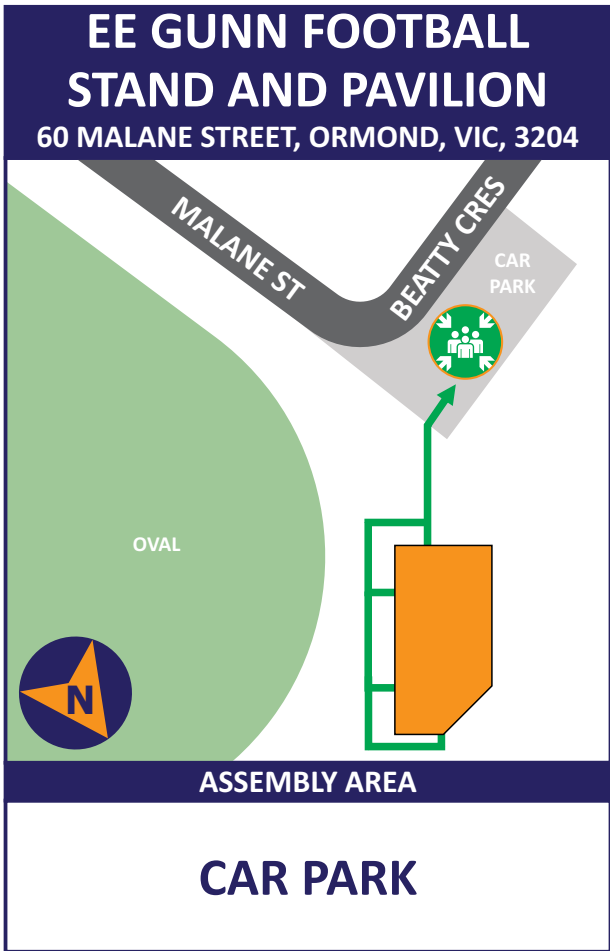 EE GUNN FOOTBALL
STAND AND PAVILION
60 MALANE STREET, ORMOND, VIC, 3204
MALANE ST
BEATTY CRES
CAR
PARK
OVAL
N
ASSEMBLY AREA
CAR PARK